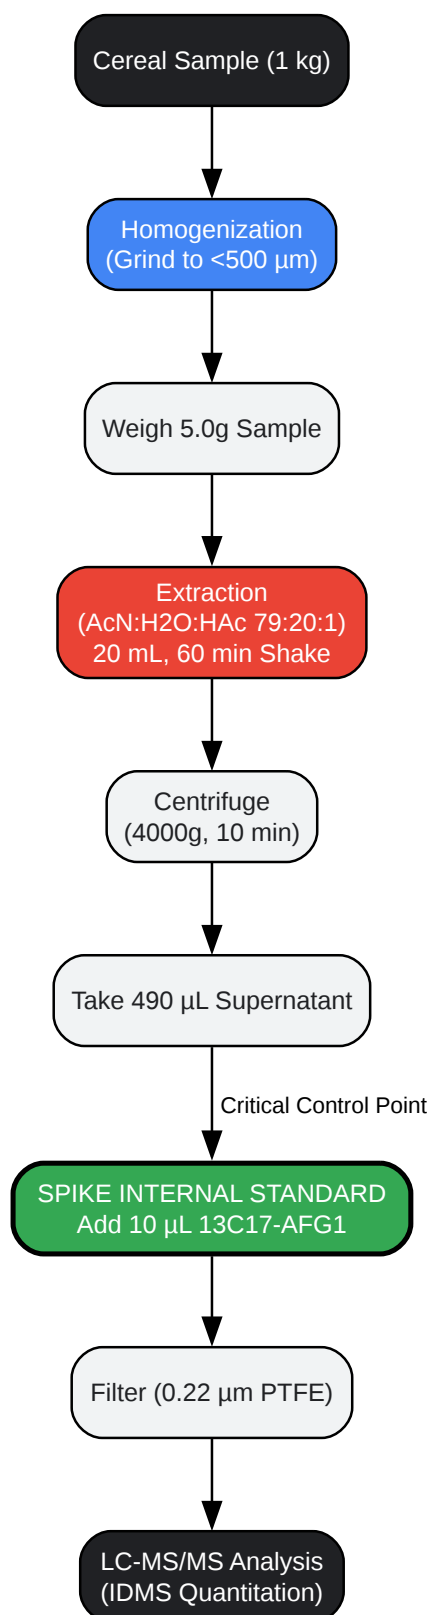 Cereal Sample (1 kg)
Homogenization
(Grind to <500 µm)
Weigh 5.0g Sample
Extraction
(AcN:H2O:HAc 79:20:1)
20 mL, 60 min Shake
Centrifuge
(4000g, 10 min)
Take 490 µL Supernatant
Critical Control Point
SPIKE INTERNAL STANDARD
Add 10 µL 13C17-AFG1
Filter (0.22 µm PTFE)
LC-MS/MS Analysis
(IDMS Quantitation)